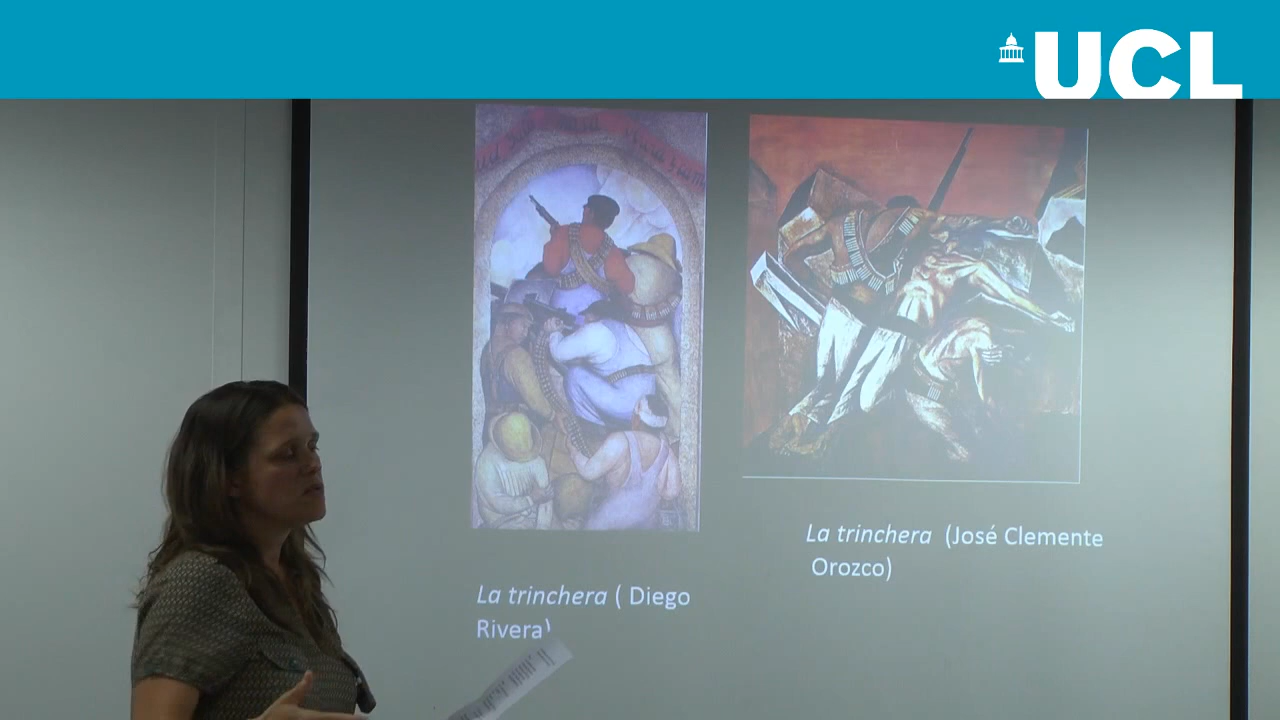 UCL
La trinchera ( Diego
Rivera)
La trinchera (José Clemente
Orozco)